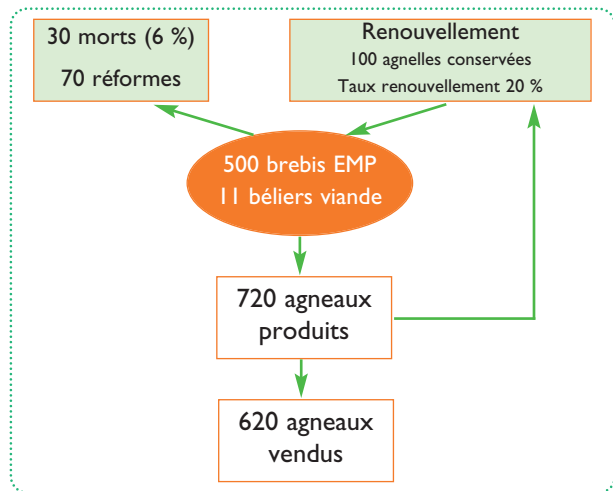 30 morts (6 %)
70 réformes
Renouvellement
100 agnelles conservées
Taux renouvellement 20 %
500 brebis EMP
11 béliers viande
720 agneaux
produits
620 agneaux
vendus